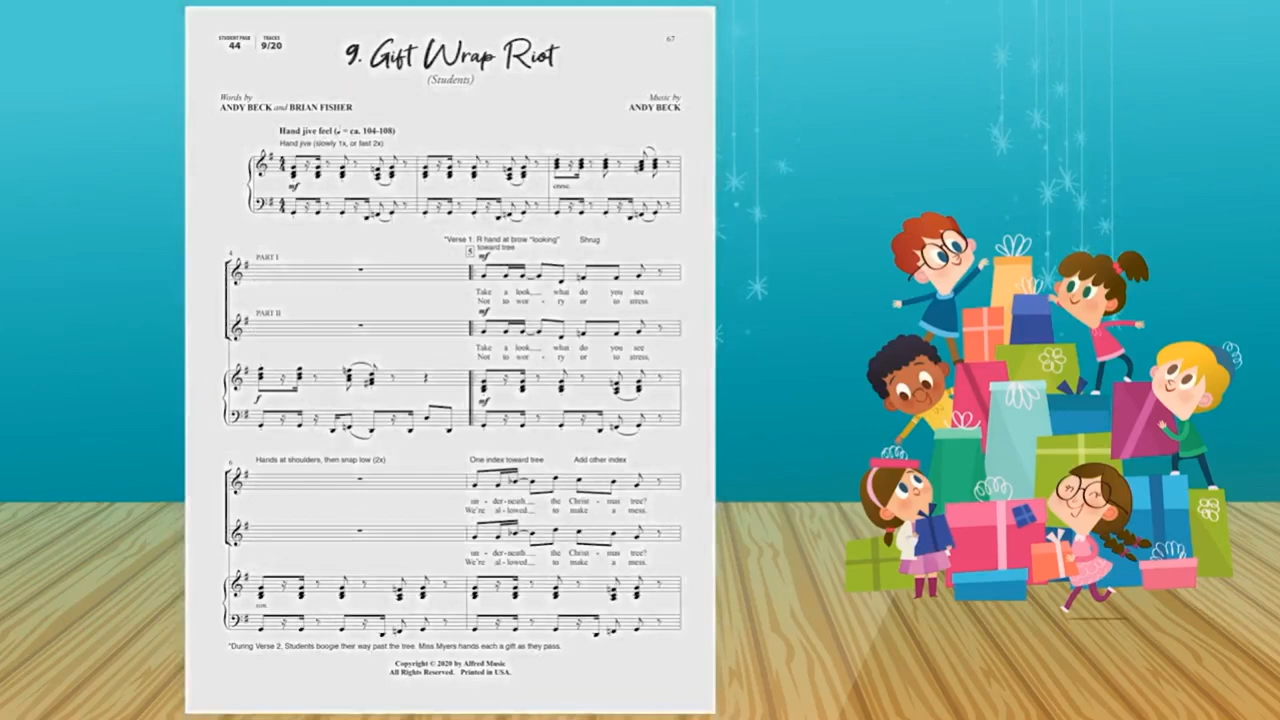 STUDENT PAGE
44
TRACKS
9/20
67
9. Gift Wrap Riot
(Students)
Words by
ANDY BECK and BRIAN FISHER
Music by
ANDY BECK
Hand jive feel (♩ = ca. 104-108)
Hand jive (slowly 1x, or fast 2x)
mf
cresc.
4
*Verse 1: R hand at brow "looking"
toward tree
Shrug
5
PART I
mf
Take a look, what do you see
Not to wor - ry or to stress.
PART II
mf
Take a look, what do you see
Not to wor - ry or to stress.
f
mf
6
Hands at shoulders, then snap low (2x)
One index toward tree
Add other index
un - der-neath the Christ - mas tree?
We're al - lowed to make a mess.
un - der-neath the Christ - mas tree?
We're al - lowed to make a mess.
sim.
*During Verse 2, Students boogie their way past the tree. Miss Myers hands each a gift as they pass.
Copyright © 2020 by Alfred Music
All Rights Reserved. Printed in USA.